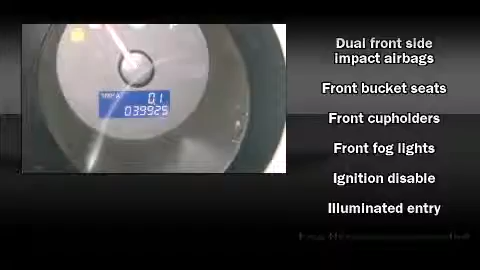 TRIP A 0.1
039925
Dual front side
impact airbags
Front bucket seats
Front cupholders
Front fog lights
Ignition disable
Illuminated entry